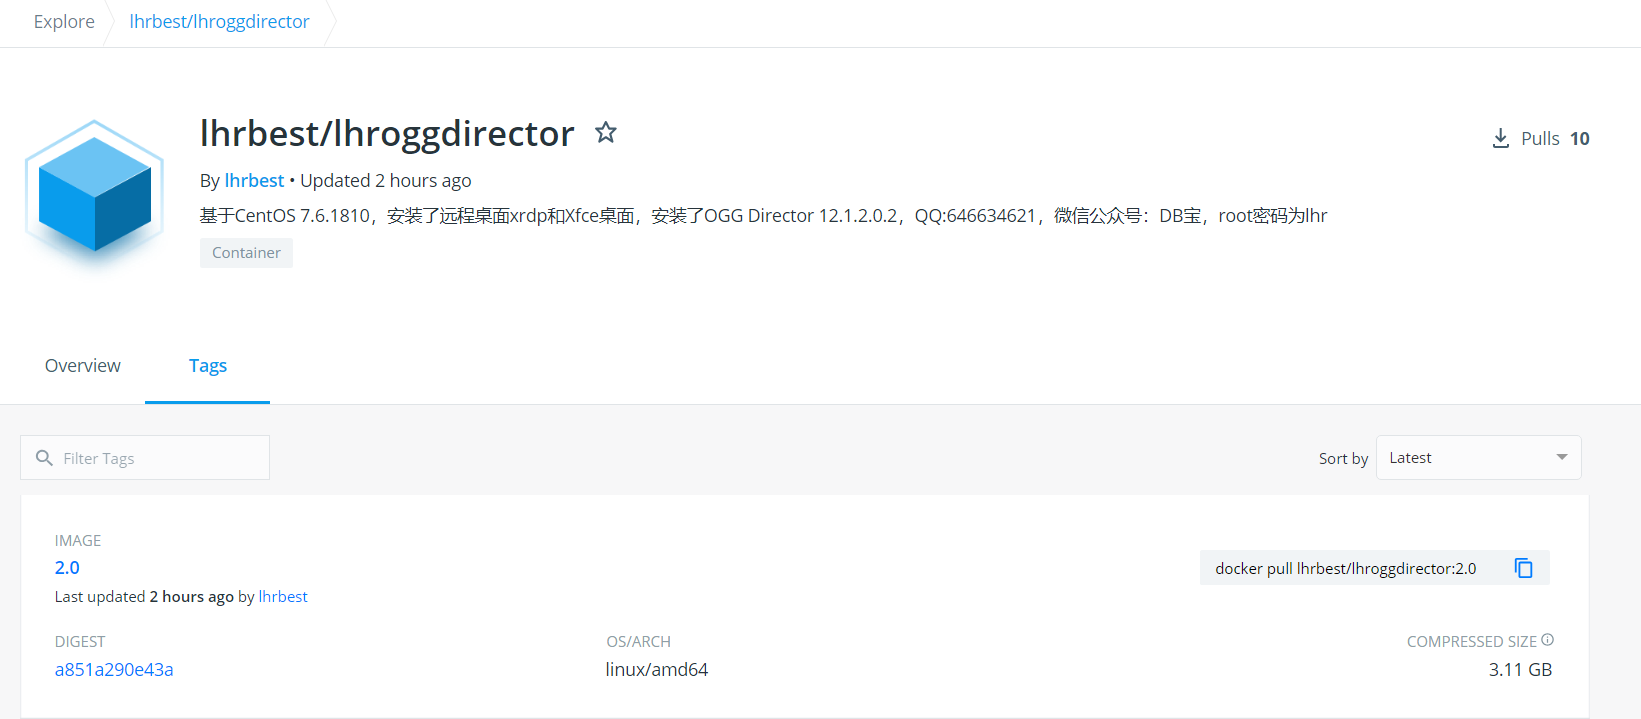 Explore lhrbest/lhroggdirector
lhrbest/lhroggdirector
Pulls 10
By lhrbest • Updated 2 hours ago
基于CentOS 7.6.1810，安装了远程桌面xrdp和Xfce桌面，安装了OGG Director 12.1.2.0.2，QQ:646634621，微信公众号：DB宝，root密码为lhr
Container
Overview Tags
Filter Tags
Sort by Latest
IMAGE
2.0
docker pull lhrbest/lhroggdirector:2.0
Last updated 2 hours ago by lhrbest
DIGEST OS/ARCH COMPRESSED SIZE
a851a290e43a linux/amd64 3.11 GB